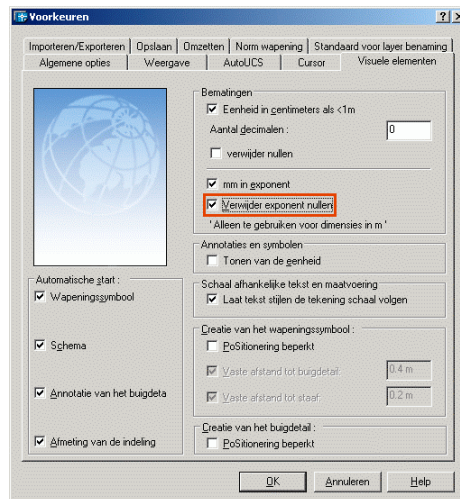 Voorkeuren
Importeren/Exporteren Opslaan Omzetten Norm wapening Standaard voor layer benaming
Algemene opties Weergave AutoUCS Cursor Visuele elementen
Bematingen
Eenheid in centimeters als <1m
Aantal decimalen : 0
verwijder nullen
mm in exponent
Verwijder exponent nullen
' Alleen te gebruiken voor dimensies in m '
Annotaties en symbolen
Tonen van de eenheid
Automatische start :
Wapeningssymbool
Schema
Annotatie van het buigdeta
Afmeting van de indeling
Schaal afhankelijke tekst en maatvoering
Laat tekst stijlen de tekening schaal volgen
Creatie van het wapeningssymbool :
PoSitionering beperkt
Vaste afstand tot buigdetail: 0.4 m
Vaste afstand tot staaf: 0.2 m
Creatie van het buigdetail :
PoSitionering beperkt
OK Annuleren Help